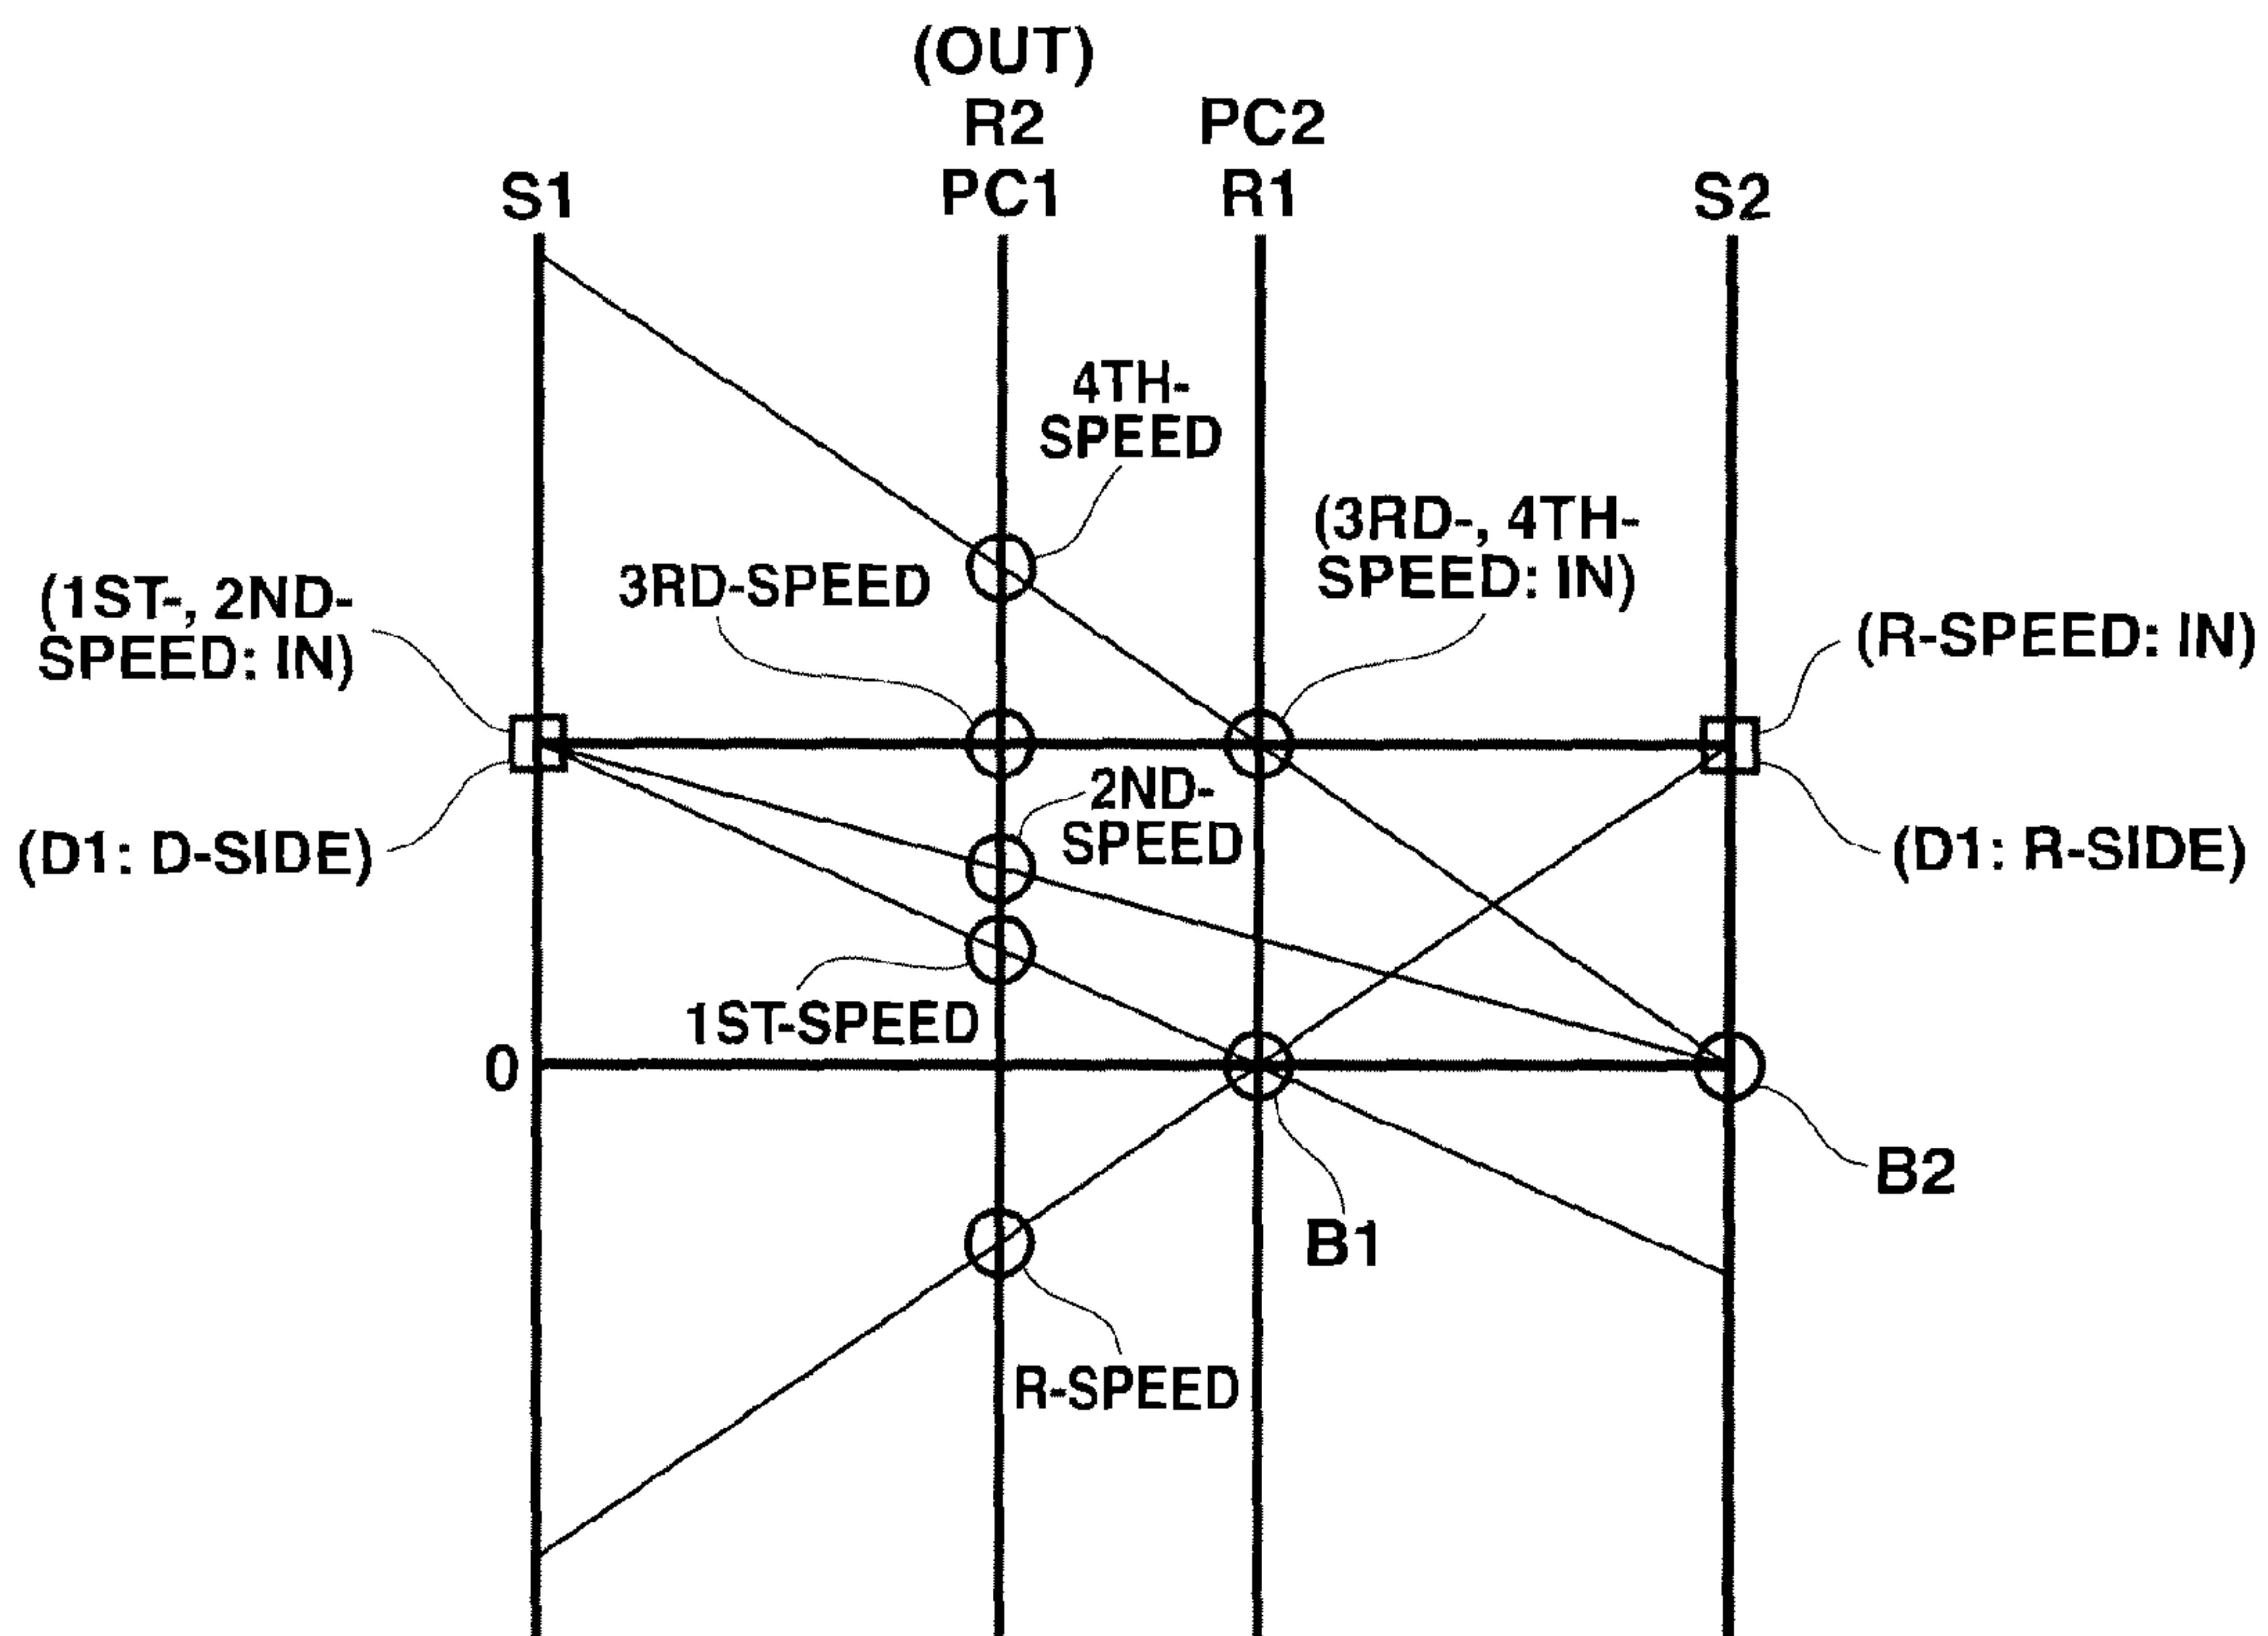 (OUT)
R2
PC1
PC2
R1
S1
S2
4TH-
SPEED
(3RD-, 4TH-
SPEED: IN)
3RD-SPEED
(1ST-, 2ND-
SPEED: IN)
(R-SPEED: IN)
2ND-
SPEED
(D1: D-SIDE)
(D1: R-SIDE)
1ST-SPEED
0
B2
B1
R-SPEED